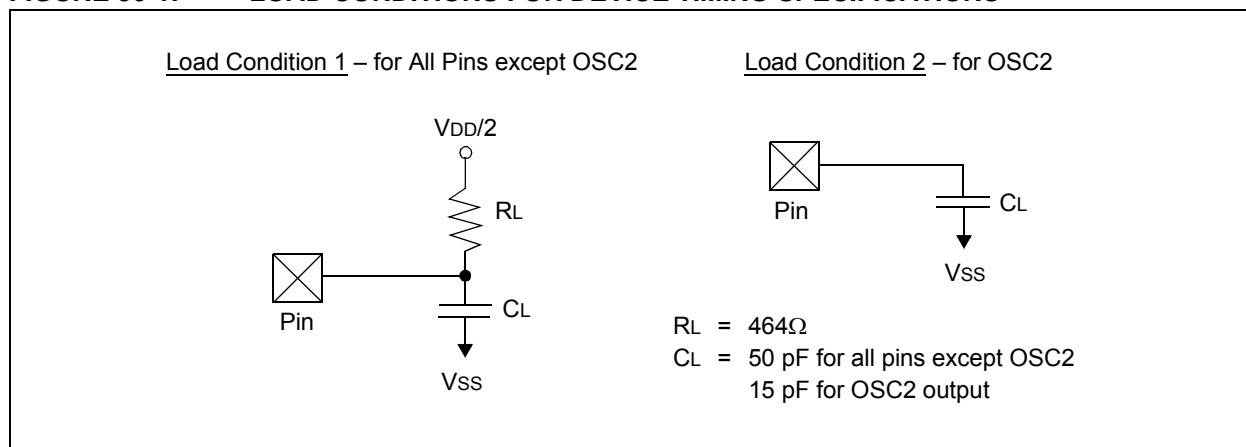 Load Condition 1 – for All Pins except OSC2
Load Condition 2 – for OSC2
VDD/2
RL
Pin
CL
VSS
Pin
CL
VSS
RL = 464Ω
CL = 50 pF for all pins except OSC2
15 pF for OSC2 output